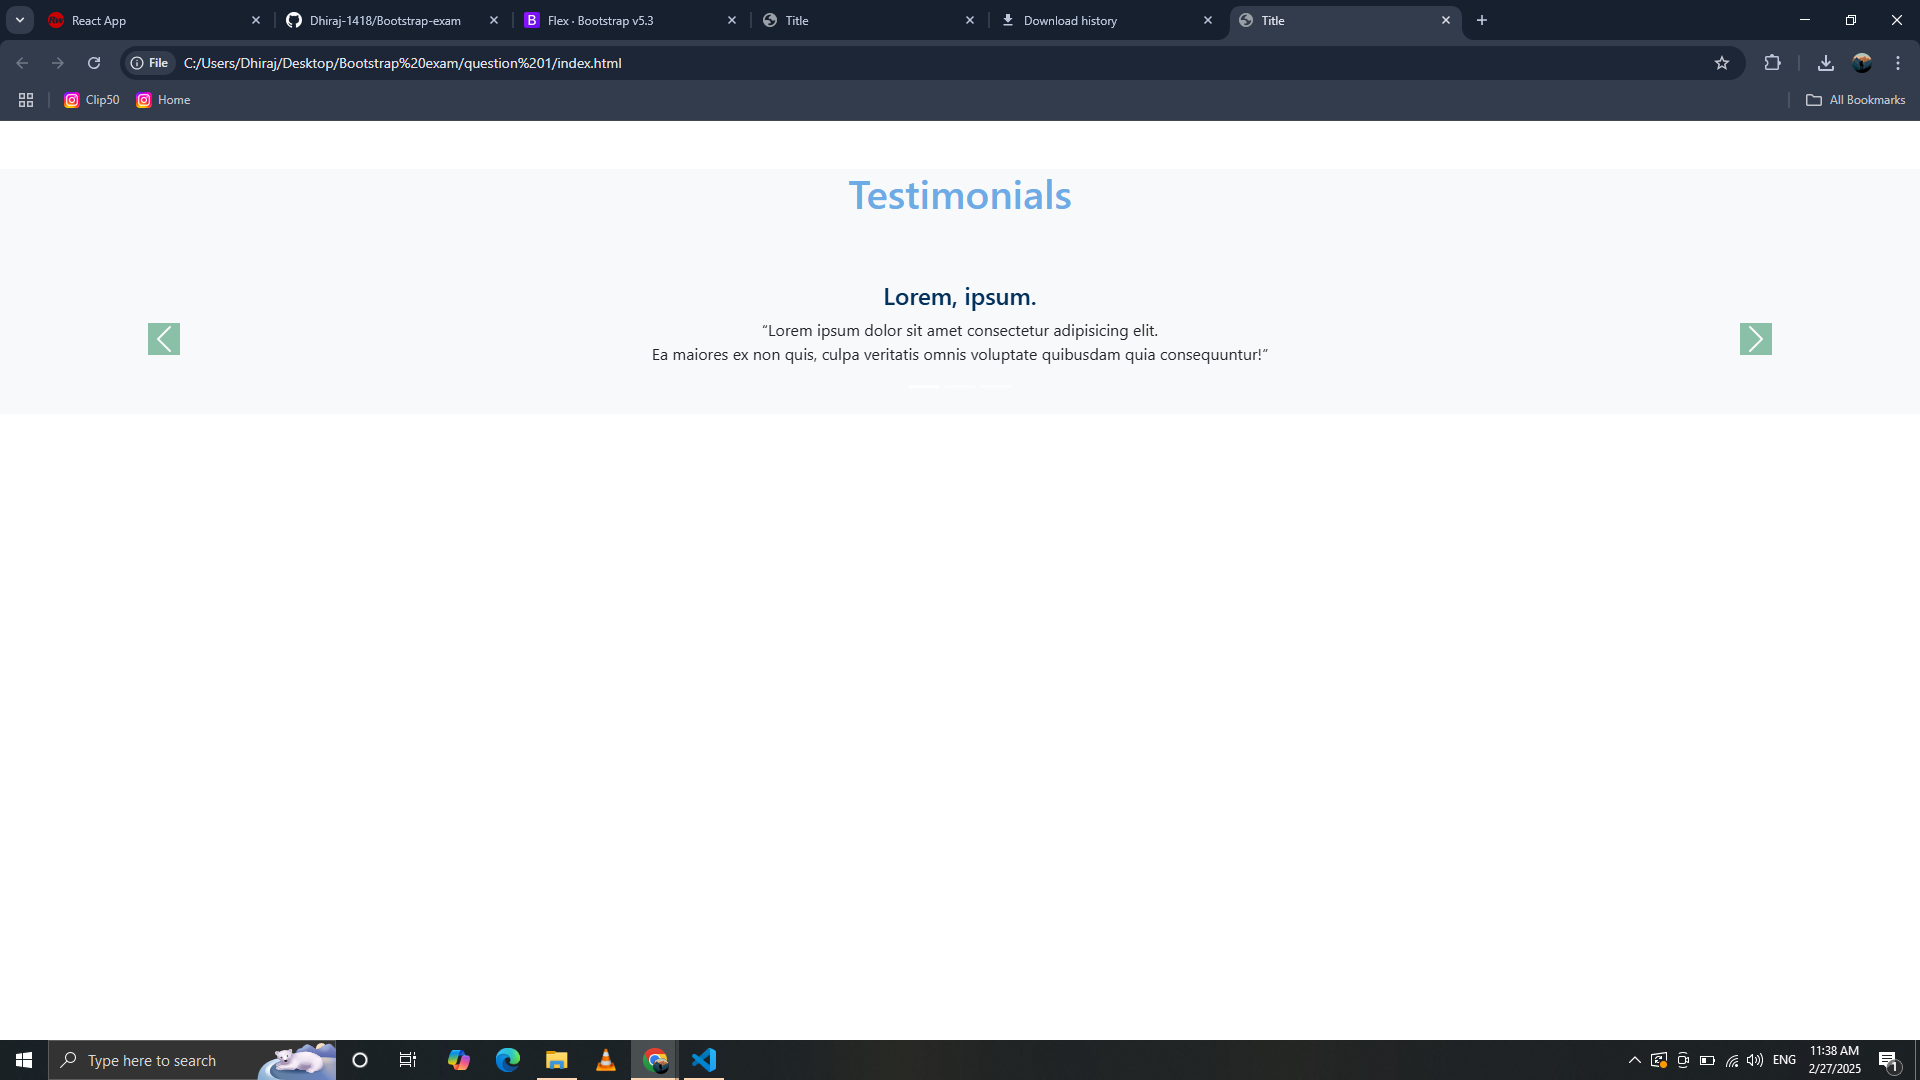 React App
Dhiraj-1418/Bootstrap-exam
Flex · Bootstrap v5.3
Title
Download history
Title
File
C:/Users/Dhiraj/Desktop/Bootstrap%20exam/question%201/index.html
Clip50
Home
All Bookmarks
Testimonials
Lorem, ipsum.
“Lorem ipsum dolor sit amet consectetur adipisicing elit.
Ea maiores ex non quis, culpa veritatis omnis voluptate quibusdam quia consequuntur!”
Type here to search
ENG
11:38 AM
2/27/2025
1